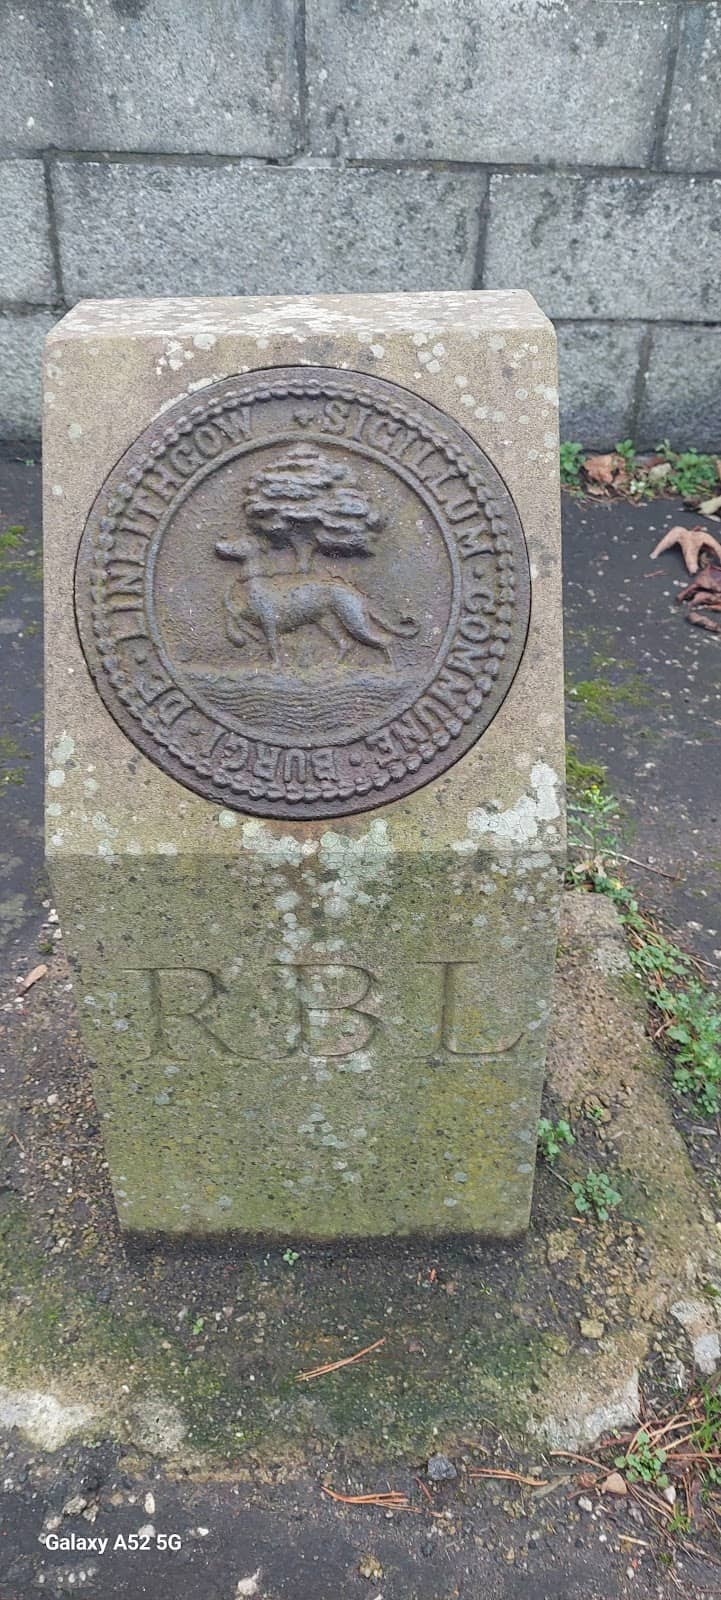 SIGILLUM · COMMUNE · BURGI · DE · LINLITHGOW
RBL
Galaxy A52 5G